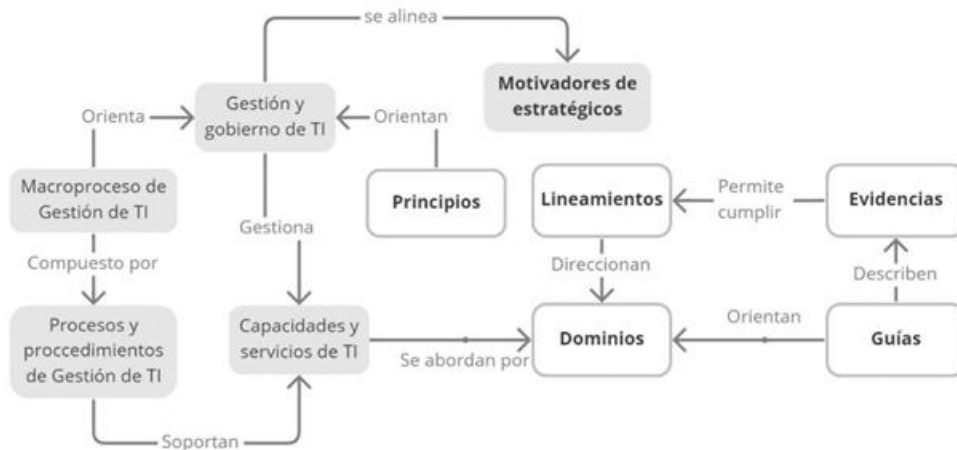 se alinea
Motivadores de
estratégicos
Gestión y
gobierno de TI
Orienta
Orientan
Macroproceso de
Gestión de TI
Principios
Lineamientos
Permite
cumplir
Evidencias
Gestiona
Compuesto por
Direccionan
Describen
Procesos y
proccedimientos
de Gestión de TI
Capacidades y
servicios de TI
Se abordan por
Dominios
Orientan
Guías
Soportan